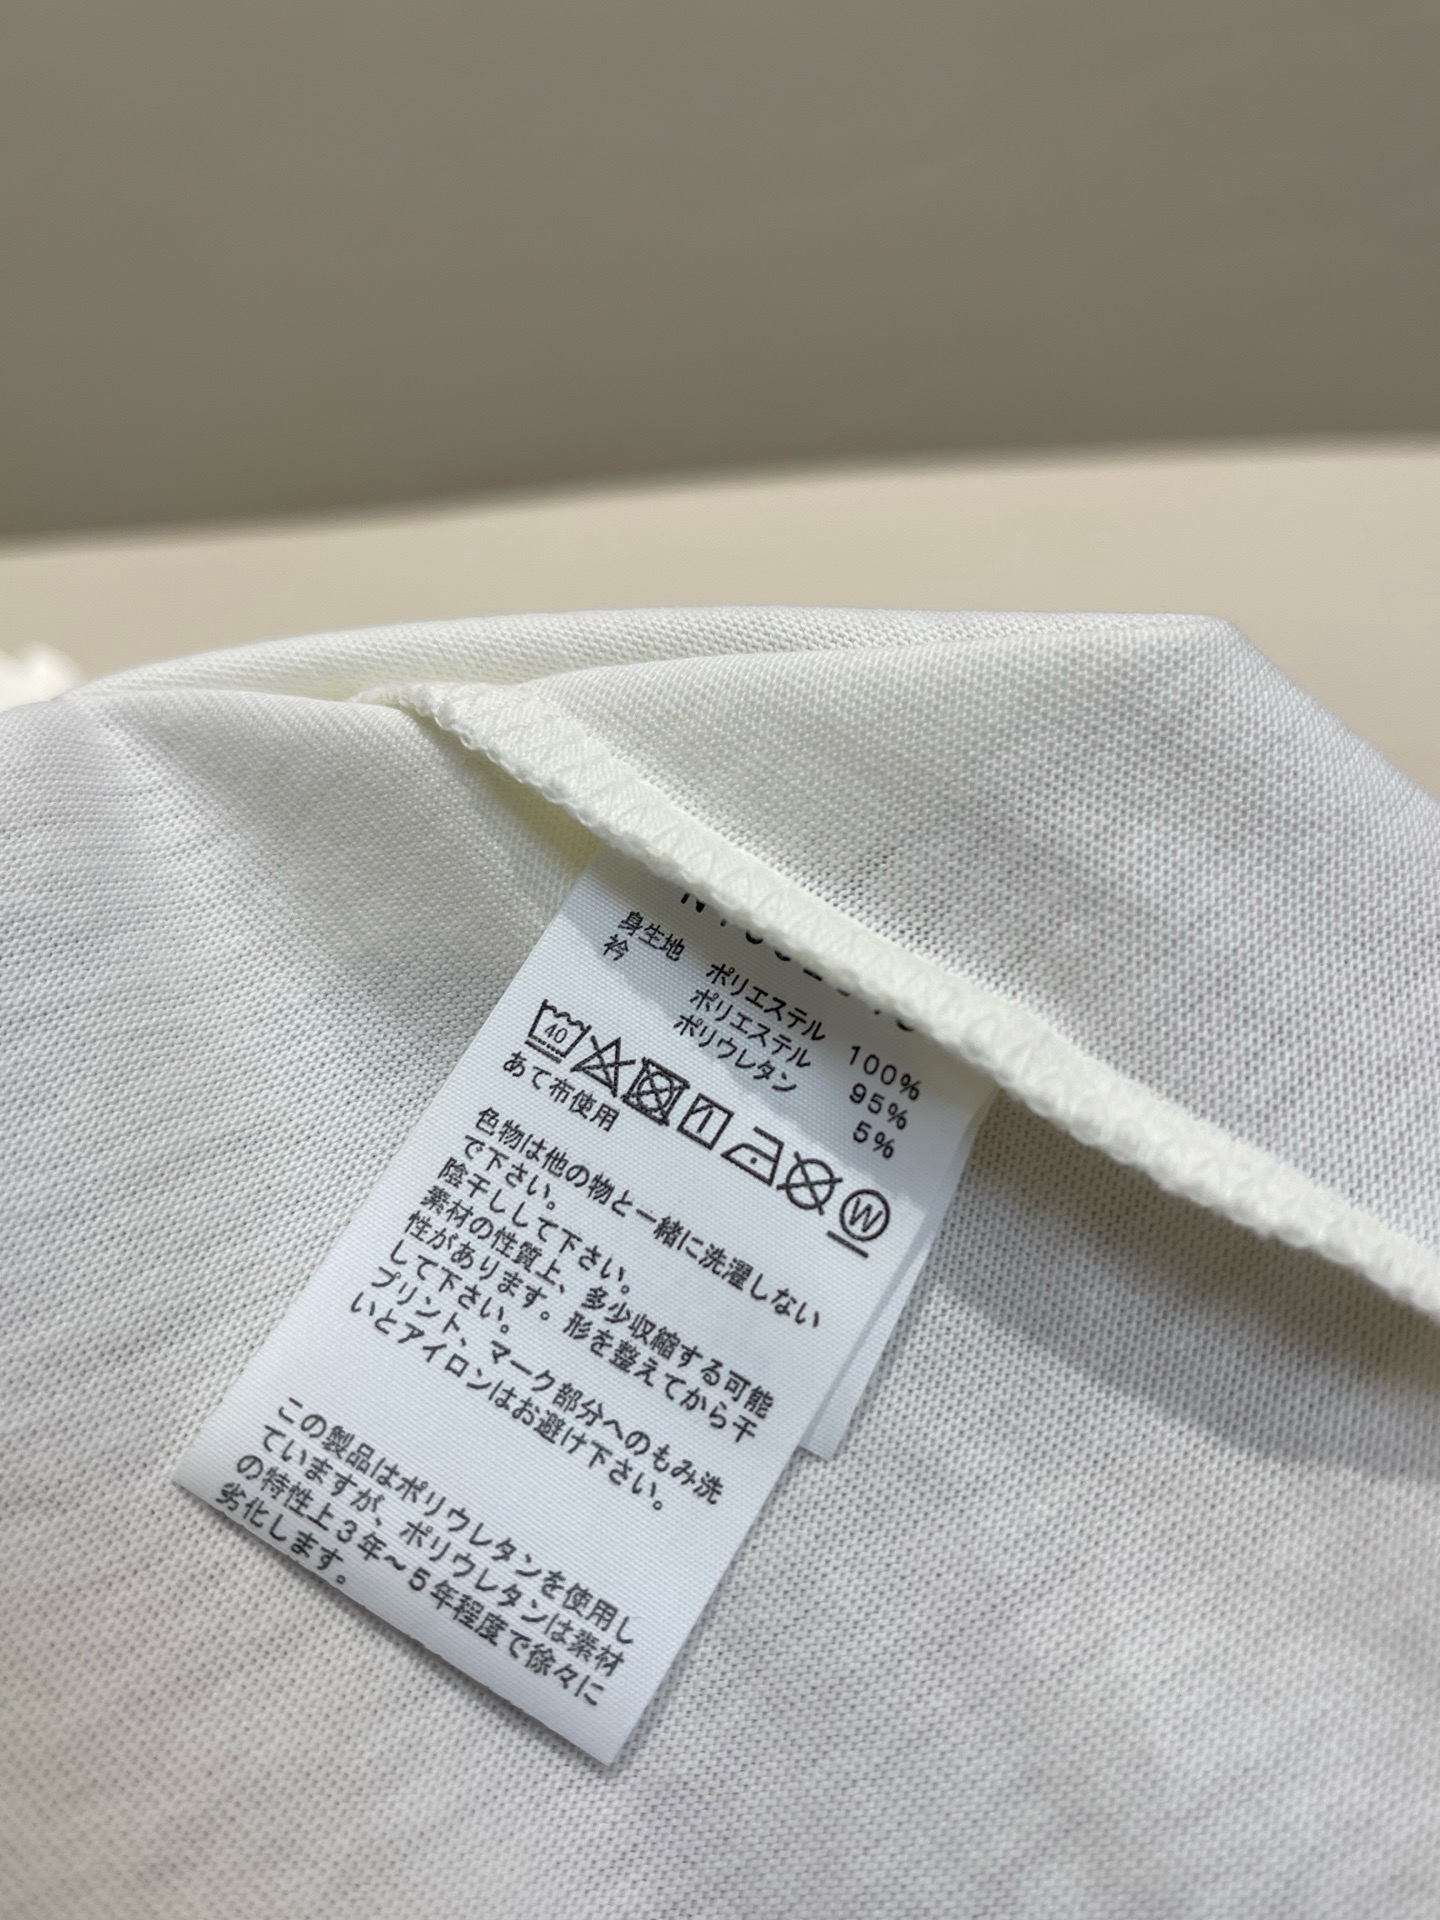 身生地 ポリエステル 100%
衿 ポリエステル 95%
ポリウレタン 5%
40
W
あて布使用
色物は他の物と一緒に洗濯しない
で下さい。
陰干しして下さい。
素材の性質上、多少収縮する可能
性があります。形を整えてから干
して下さい。
プリント、マーク部分へのもみ洗
いとアイロンはお避け下さい。
この製品はポリウレタンを使用し
ていますが、ポリウレタンは素材
の特性上3年～5年程度で徐々に
劣化します。